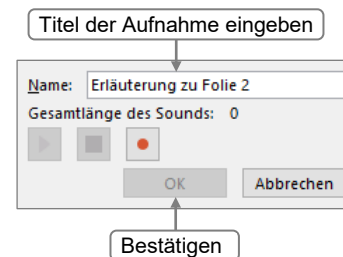 Titel der Aufnahme eingeben
Name: Erläuterung zu Folie 2
Gesamtlänge des Sounds: 0
OK Abbrechen
Bestätigen